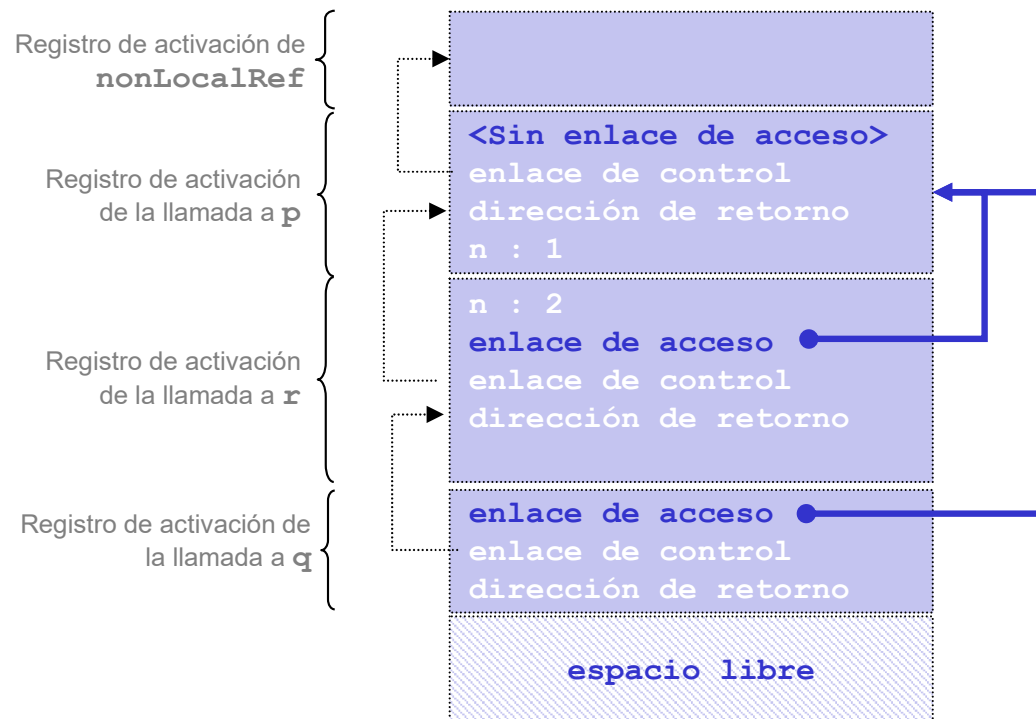 Registro de activación de
nonLocalRef
<Sin enlace de acceso>
enlace de control
dirección de retorno
n : 1
Registro de activación
de la llamada a p
n : 2
enlace de acceso
enlace de control
dirección de retorno
Registro de activación
de la llamada a r
enlace de acceso
enlace de control
dirección de retorno
Registro de activación de
la llamada a q
espacio libre